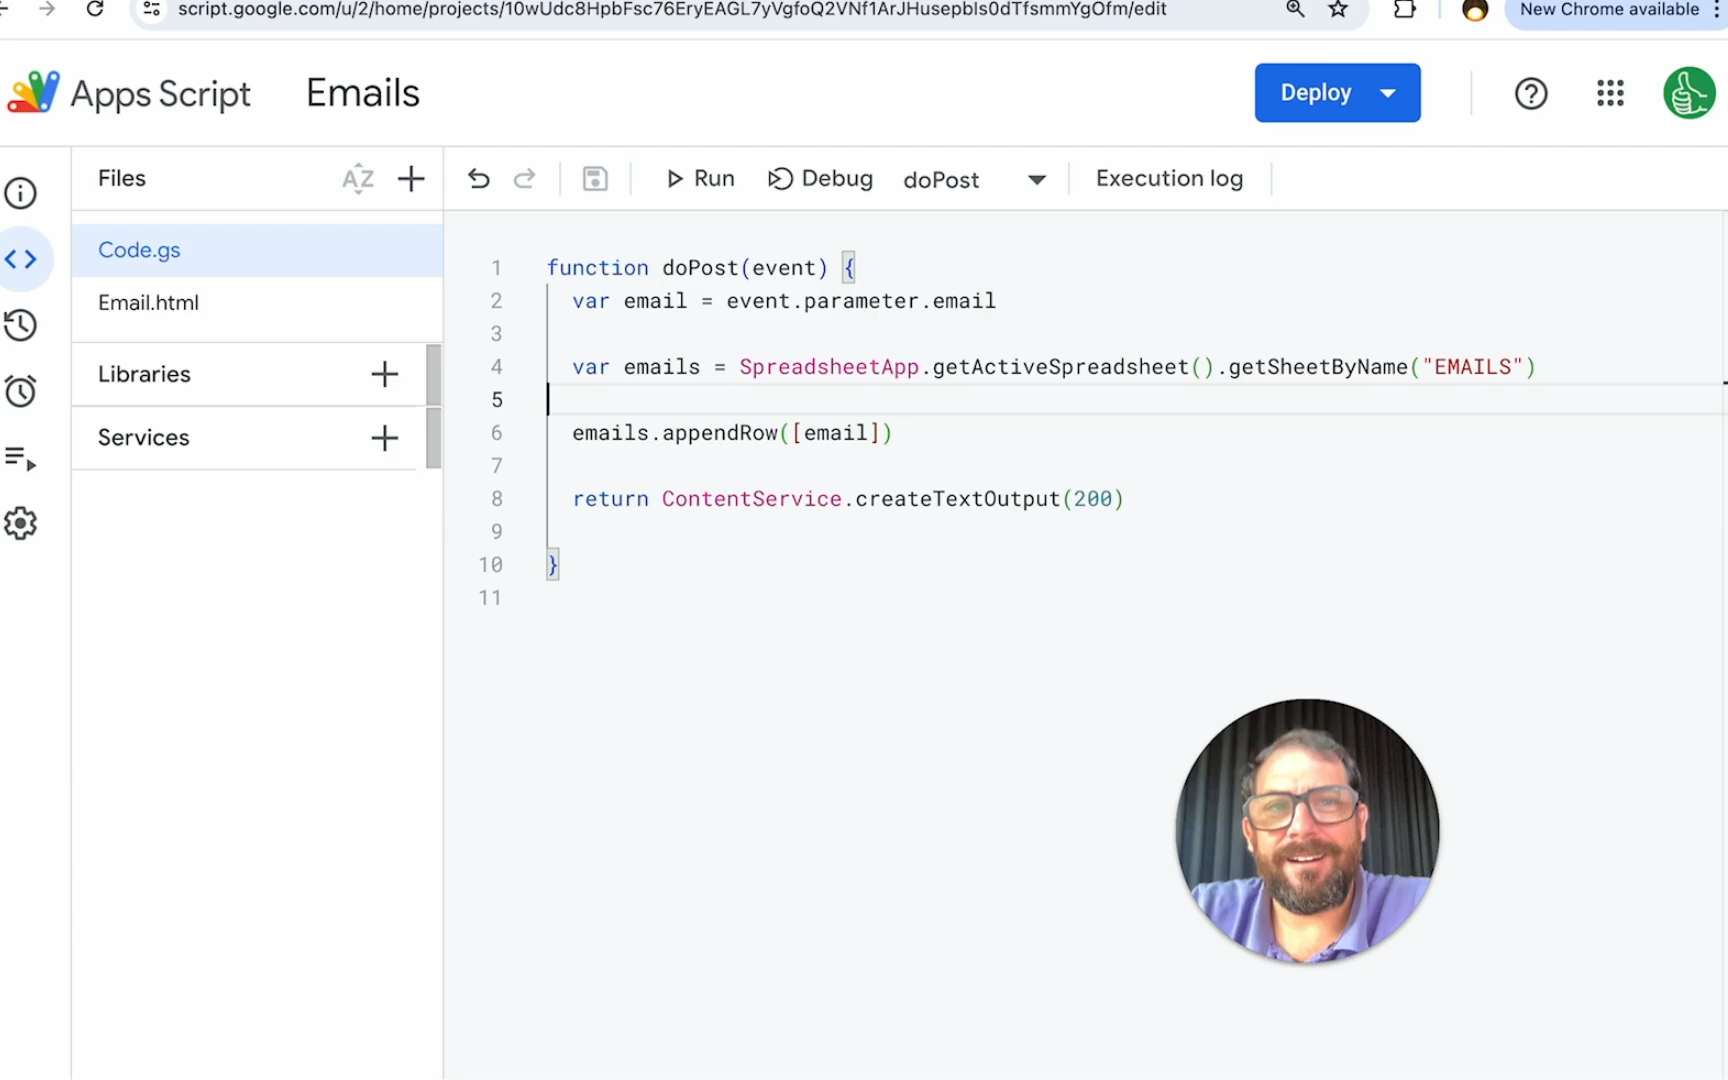 script.google.com/u/2/home/projects/10wUdc8HpbFsc76EryEAGL7yVgfoQ2VNf1ArJHusepbIs0dTfsmmYgOfm/edit
New Chrome available
Apps Script
Emails
Deploy
Files
AZ
Run
Debug
doPost
Execution log
Code.gs
Email.html
Libraries
Services
1 function doPost(event) {
2 var email = event.parameter.email
3
4 var emails = SpreadsheetApp.getActiveSpreadsheet().getSheetByName("EMAILS")
5
6 emails.appendRow([email])
7
8 return ContentService.createTextOutput(200)
9
10 }
11